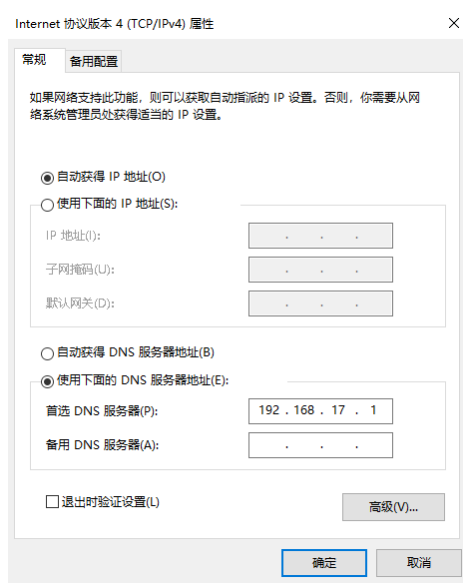 Internet 协议版本 4 (TCP/IPv4) 属性
常规 备用配置
如果网络支持此功能，则可以获取自动指派的 IP 设置。否则，你需要从网
络系统管理员处获得适当的 IP 设置。
自动获得 IP 地址(O)
使用下面的 IP 地址(S):
IP 地址(I):
子网掩码(U):
默认网关(D):
自动获得 DNS 服务器地址(B)
使用下面的 DNS 服务器地址(E):
首选 DNS 服务器(P): 192 . 168 . 17 . 1
备用 DNS 服务器(A):
退出时验证设置(L) 高级(V)...
确定 取消